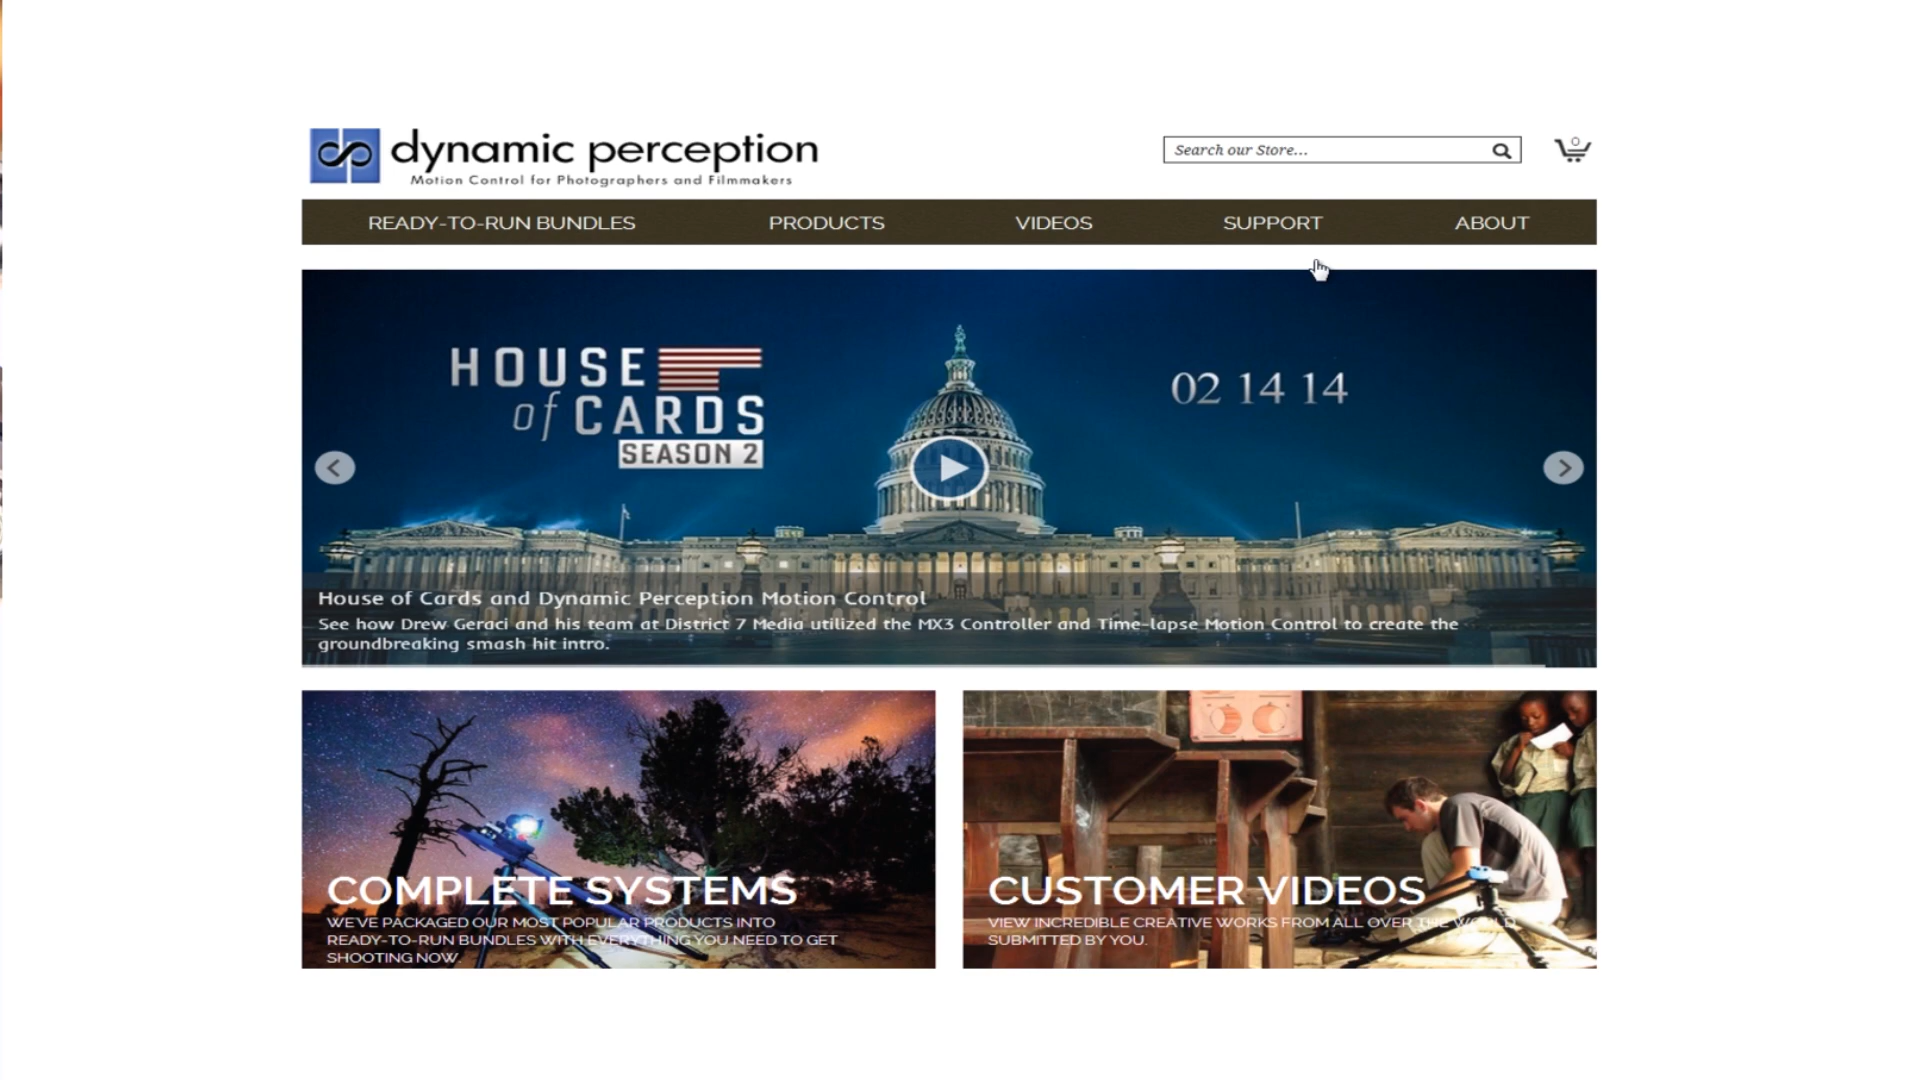 dynamic perception
Motion Control for Photographers and Filmmakers
Search our Store...
0
READY-TO-RUN BUNDLES PRODUCTS VIDEOS SUPPORT ABOUT
HOUSE
of CARDS
SEASON 2
02 14 14
House of Cards and Dynamic Perception Motion Control
See how Drew Geraci and his team at District 7 Media utilized the MX3 Controller and Time-lapse Motion Control to create the
groundbreaking smash hit intro.
COMPLETE SYSTEMS
WE'VE PACKAGED OUR MOST POPULAR PRODUCTS INTO
READY-TO-RUN BUNDLES WITH EVERYTHING YOU NEED TO GET
SHOOTING NOW.
CUSTOMER VIDEOS
VIEW INCREDIBLE CREATIVE WORKS FROM ALL OVER THE WORLD
SUBMITTED BY YOU.